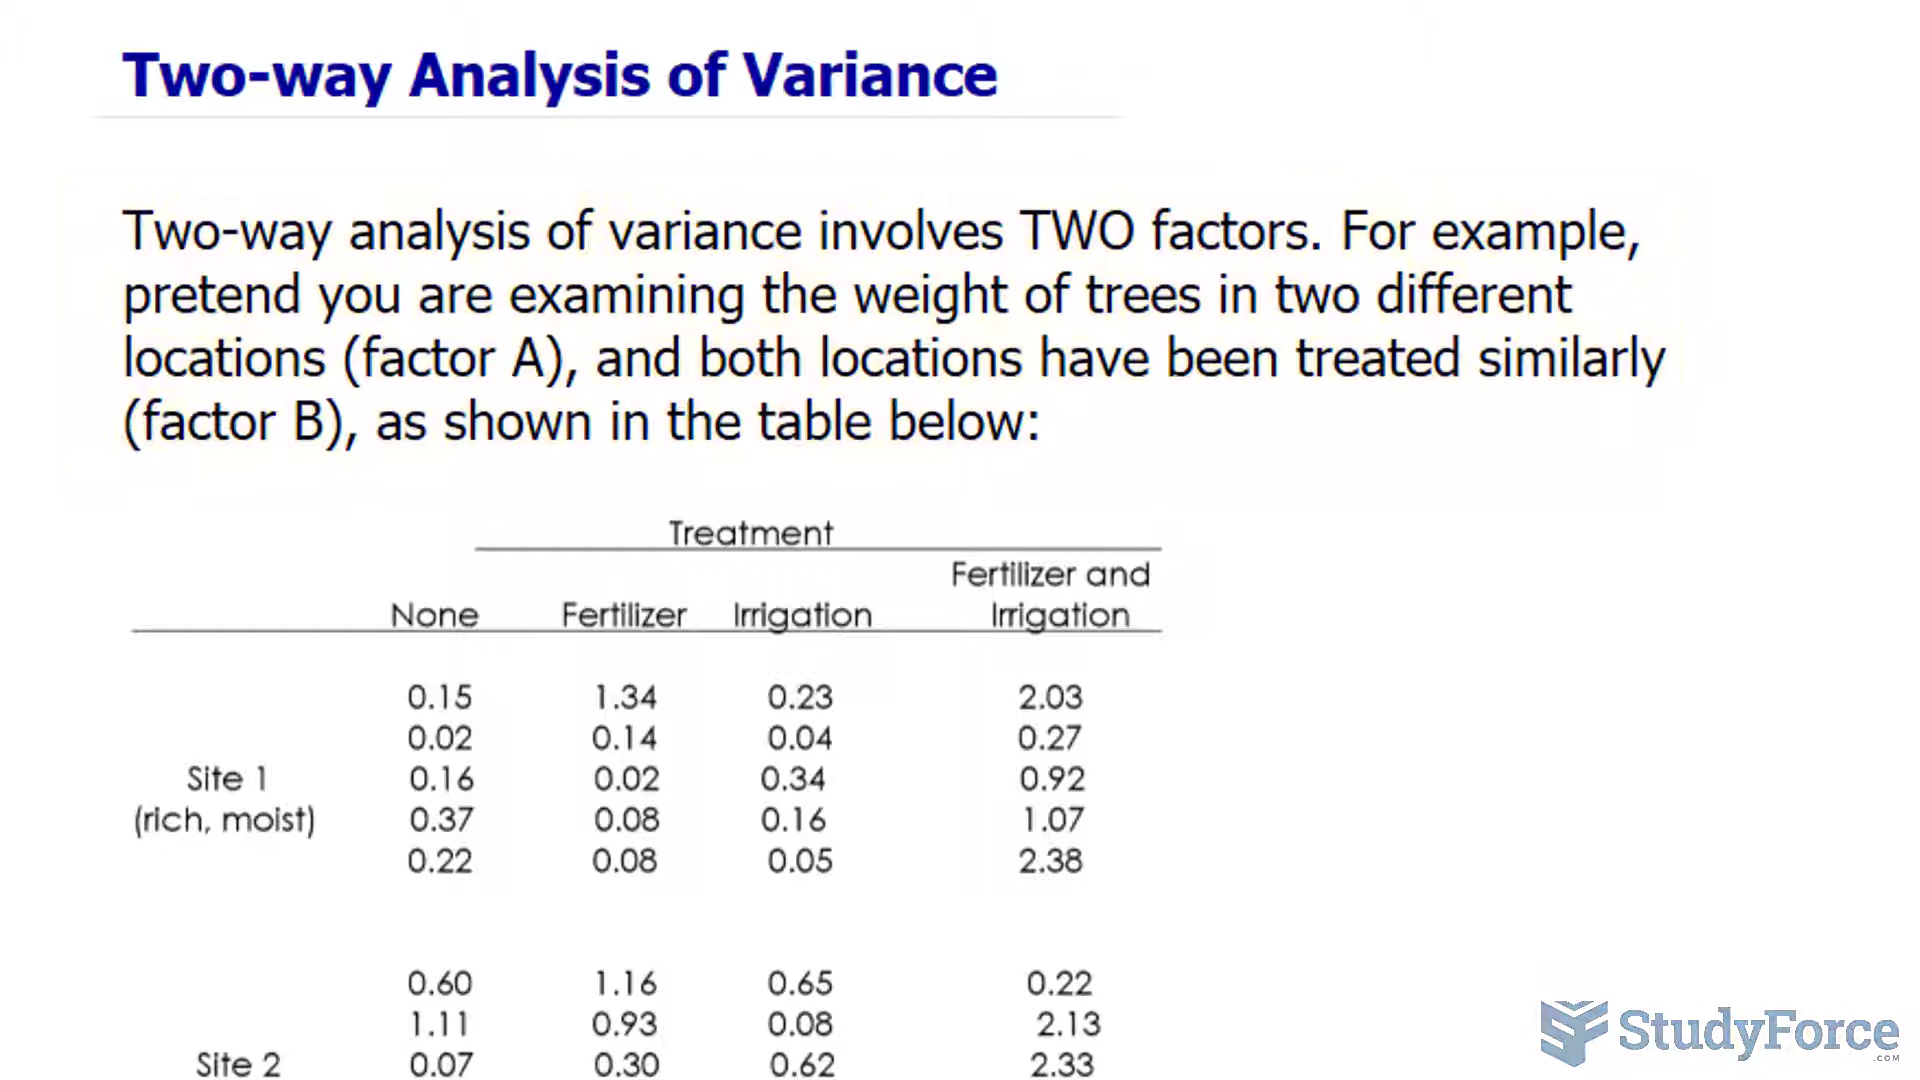 Two-way Analysis of Variance
Two-way analysis of variance involves TWO factors. For example,
pretend you are examining the weight of trees in two different
locations (factor A), and both locations have been treated similarly
(factor B), as shown in the table below:
Treatment
Fertilizer and
None Fertilizer Irrigation Irrigation
0.15 1.34 0.23 2.03
0.02 0.14 0.04 0.27
Site 1 0.16 0.02 0.34 0.92
(rich, moist) 0.37 0.08 0.16 1.07
0.22 0.08 0.05 2.38
0.60 1.16 0.65 0.22
1.11 0.93 0.08 2.13
Site 2 0.07 0.30 0.62 2.33
StudyForce
.COM